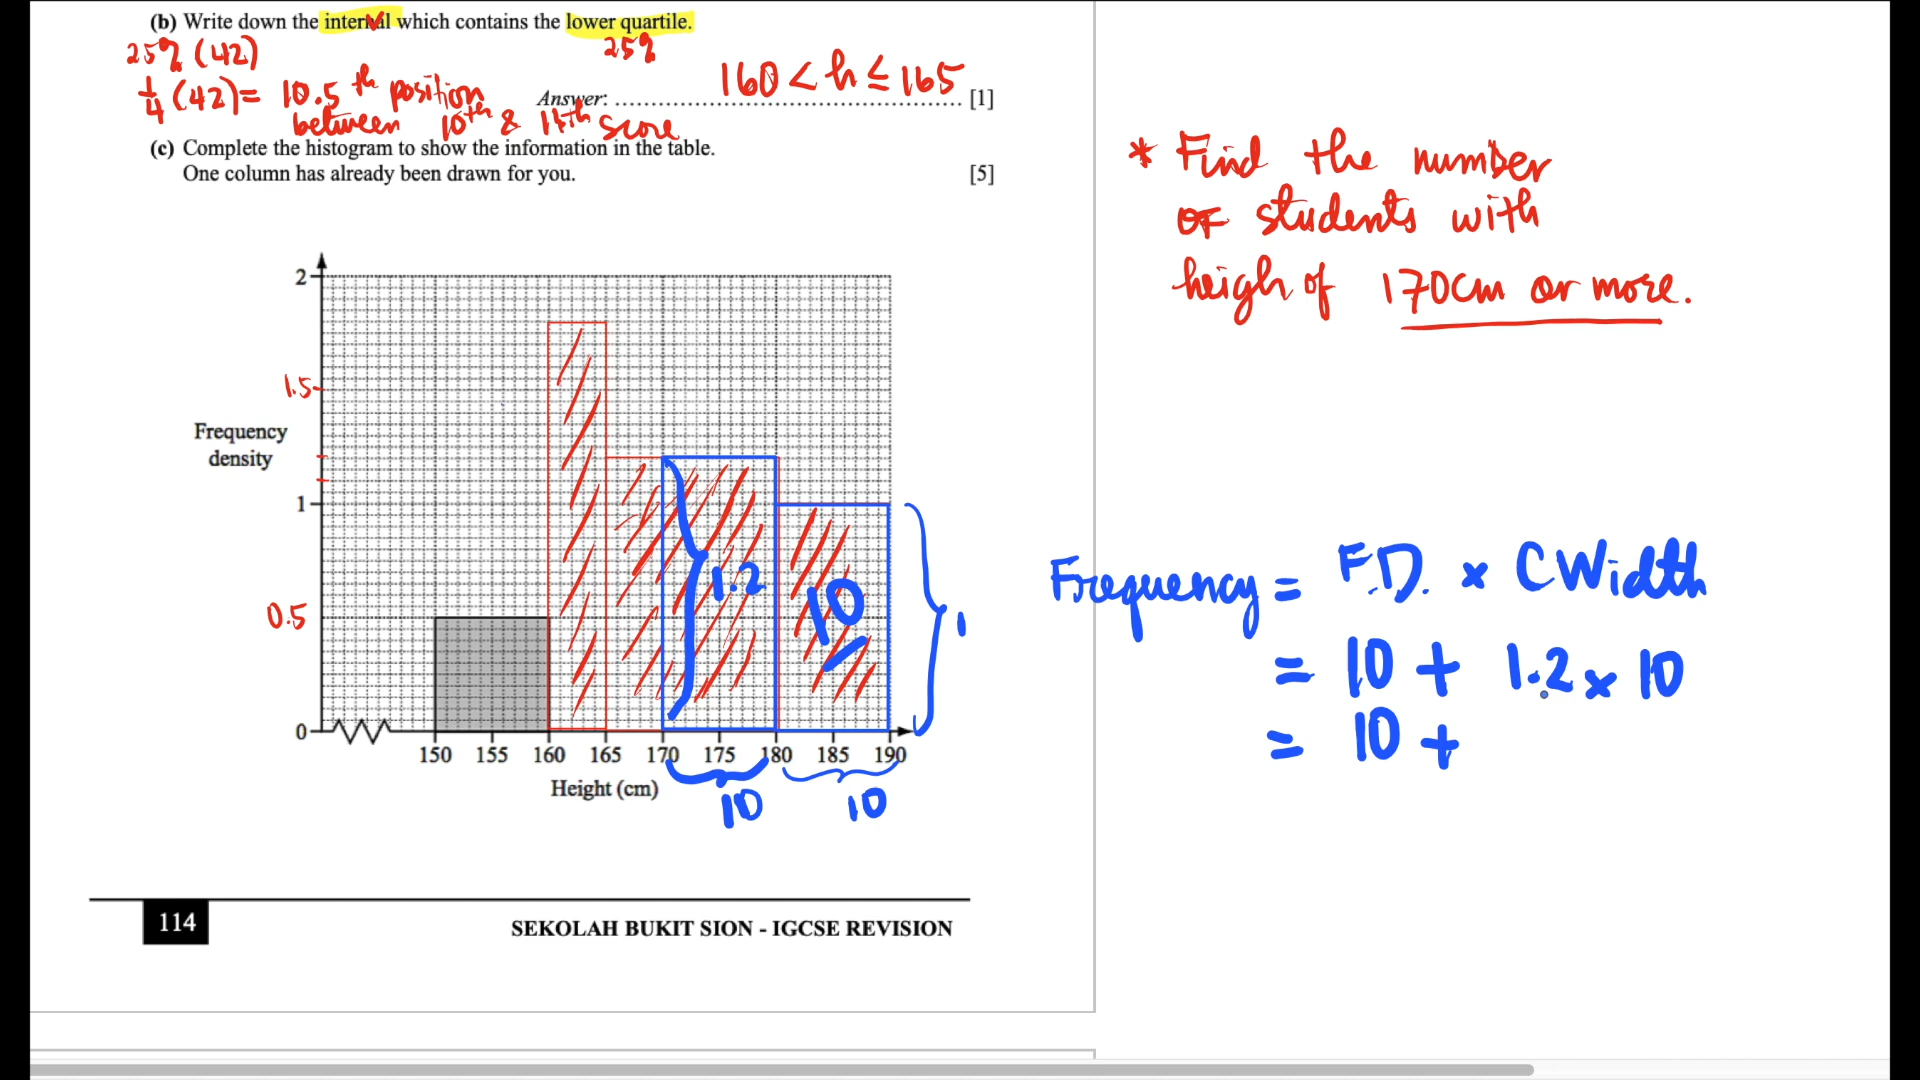 (b) Write down the interval which contains the lower quartile.
25% (42)
25%
1/4 (42) = 10.5 th position
between 10th & 11th score
Answer: 160 < h ≤ 165 [1]
(c) Complete the histogram to show the information in the table.
One column has already been drawn for you. [5]
* Find the number
of students with
heigh of 170cm or more.
2
1.5
Frequency
density
1
0.5
0
1.2
10
1
150 155 160 165 170 175 180 185 190
Height (cm)
10
10
Frequency = F.D. × C Width
= 10 + 1.2 × 10
= 10 +
114
SEKOLAH BUKIT SION - IGCSE REVISION